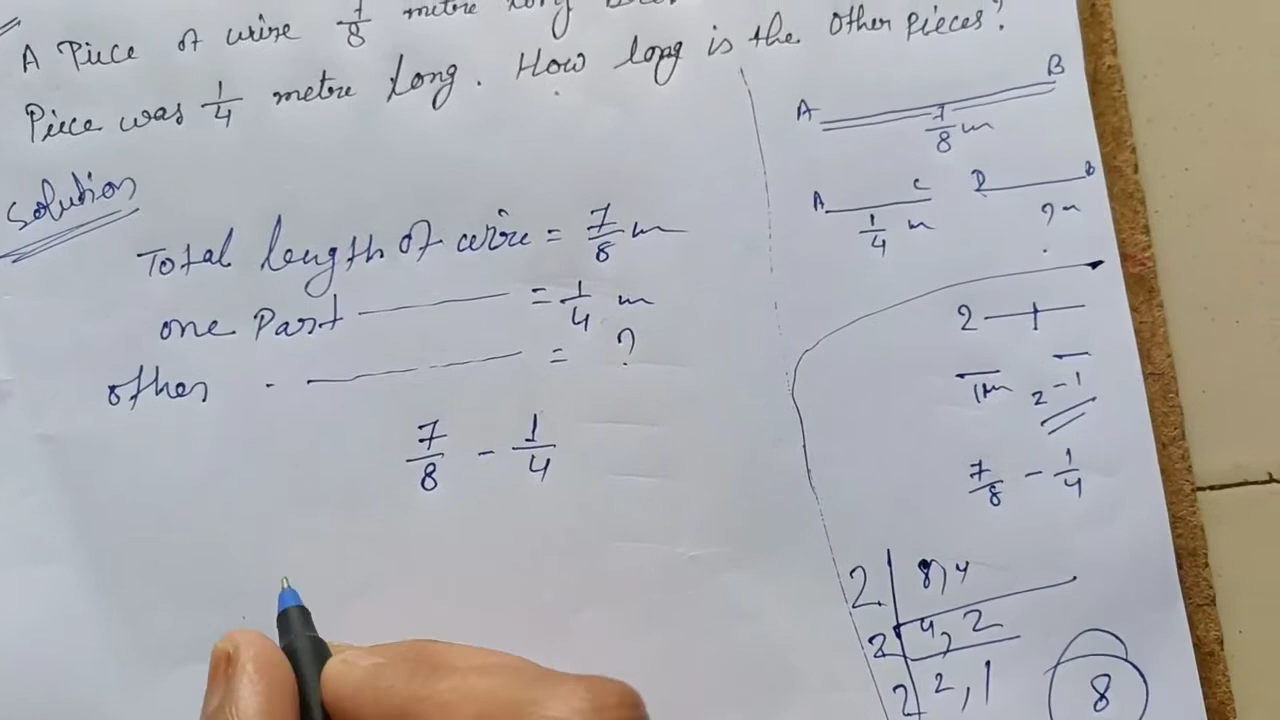 A Piece of wire 7/8 metre long
Piece was 1/4 metre long. How long is the other pieces?
Solution
Total length of wire = 7/8 m
one Part ——— = 1/4 m
other - ——— = ?
7/8 - 1/4
A B
7/8 m
A C D B
1/4 m ? m
2
1m 2-1
7/8 - 1/4
2 8, 4
2 4, 2
2 2, 1
8